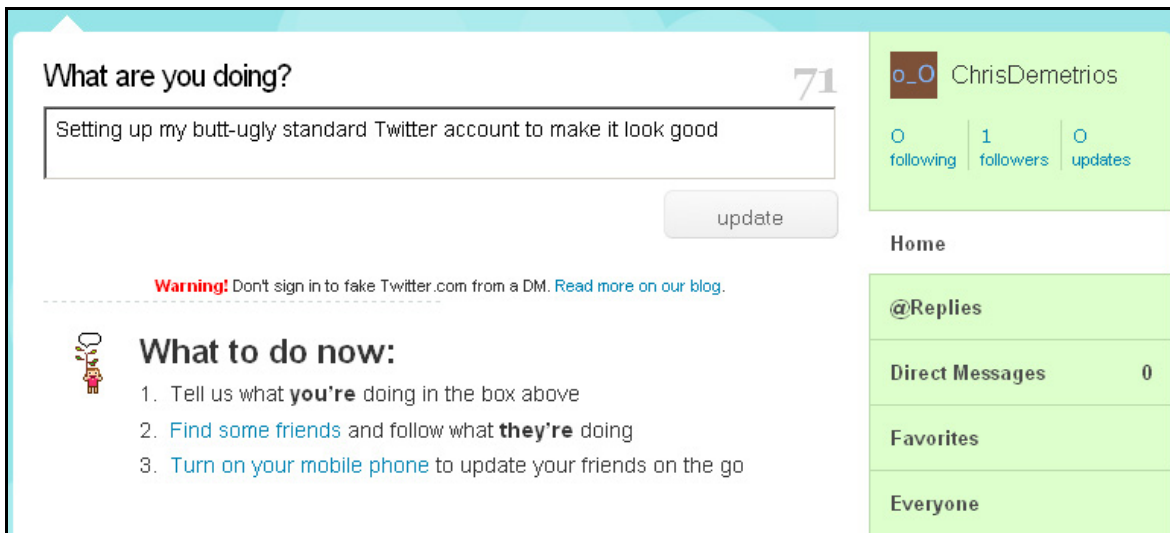 What are you doing?
71
Setting up my butt-ugly standard Twitter account to make it look good
update
Warning! Don't sign in to fake Twitter.com from a DM. Read more on our blog.
What to do now:
1. Tell us what you're doing in the box above
2. Find some friends and follow what they're doing
3. Turn on your mobile phone to update your friends on the go
o_O ChrisDemetrios
0 1 0
following followers updates
Home
@Replies
Direct Messages 0
Favorites
Everyone